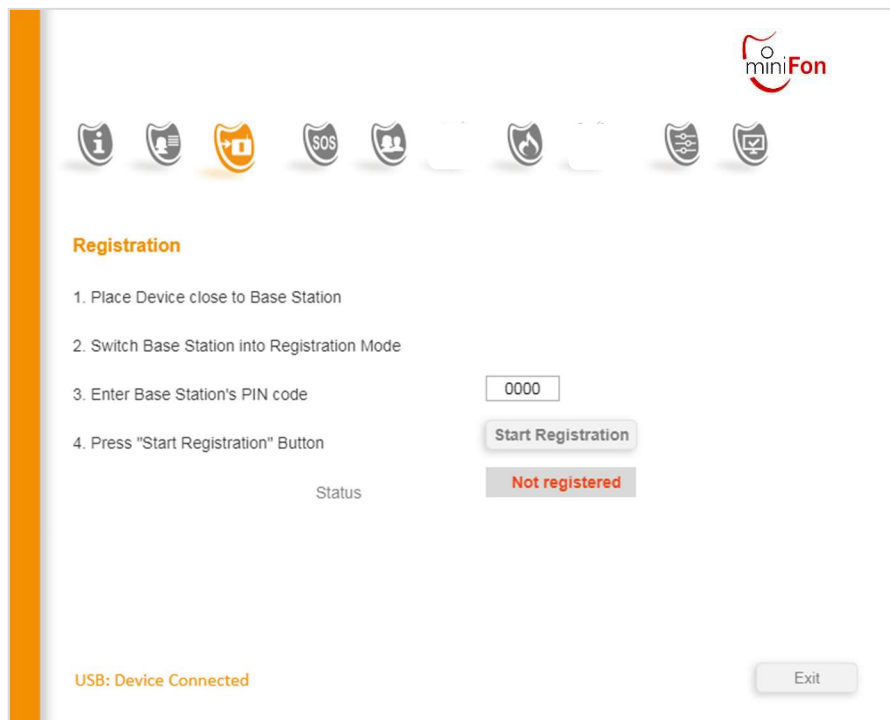 miniFon
i
SOS
Registration
1. Place Device close to Base Station
2. Switch Base Station into Registration Mode
3. Enter Base Station's PIN code
0000
4. Press "Start Registration" Button
Start Registration
Status
Not registered
USB: Device Connected
Exit